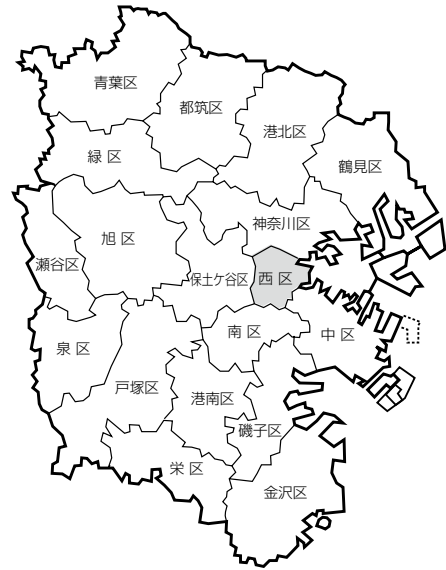 青葉区
都筑区
港北区
緑 区
鶴見区
神奈川区
旭 区
瀬谷区
保土ケ谷区
西 区
南 区
中 区
泉 区
戸塚区
港南区
磯子区
栄 区
金沢区